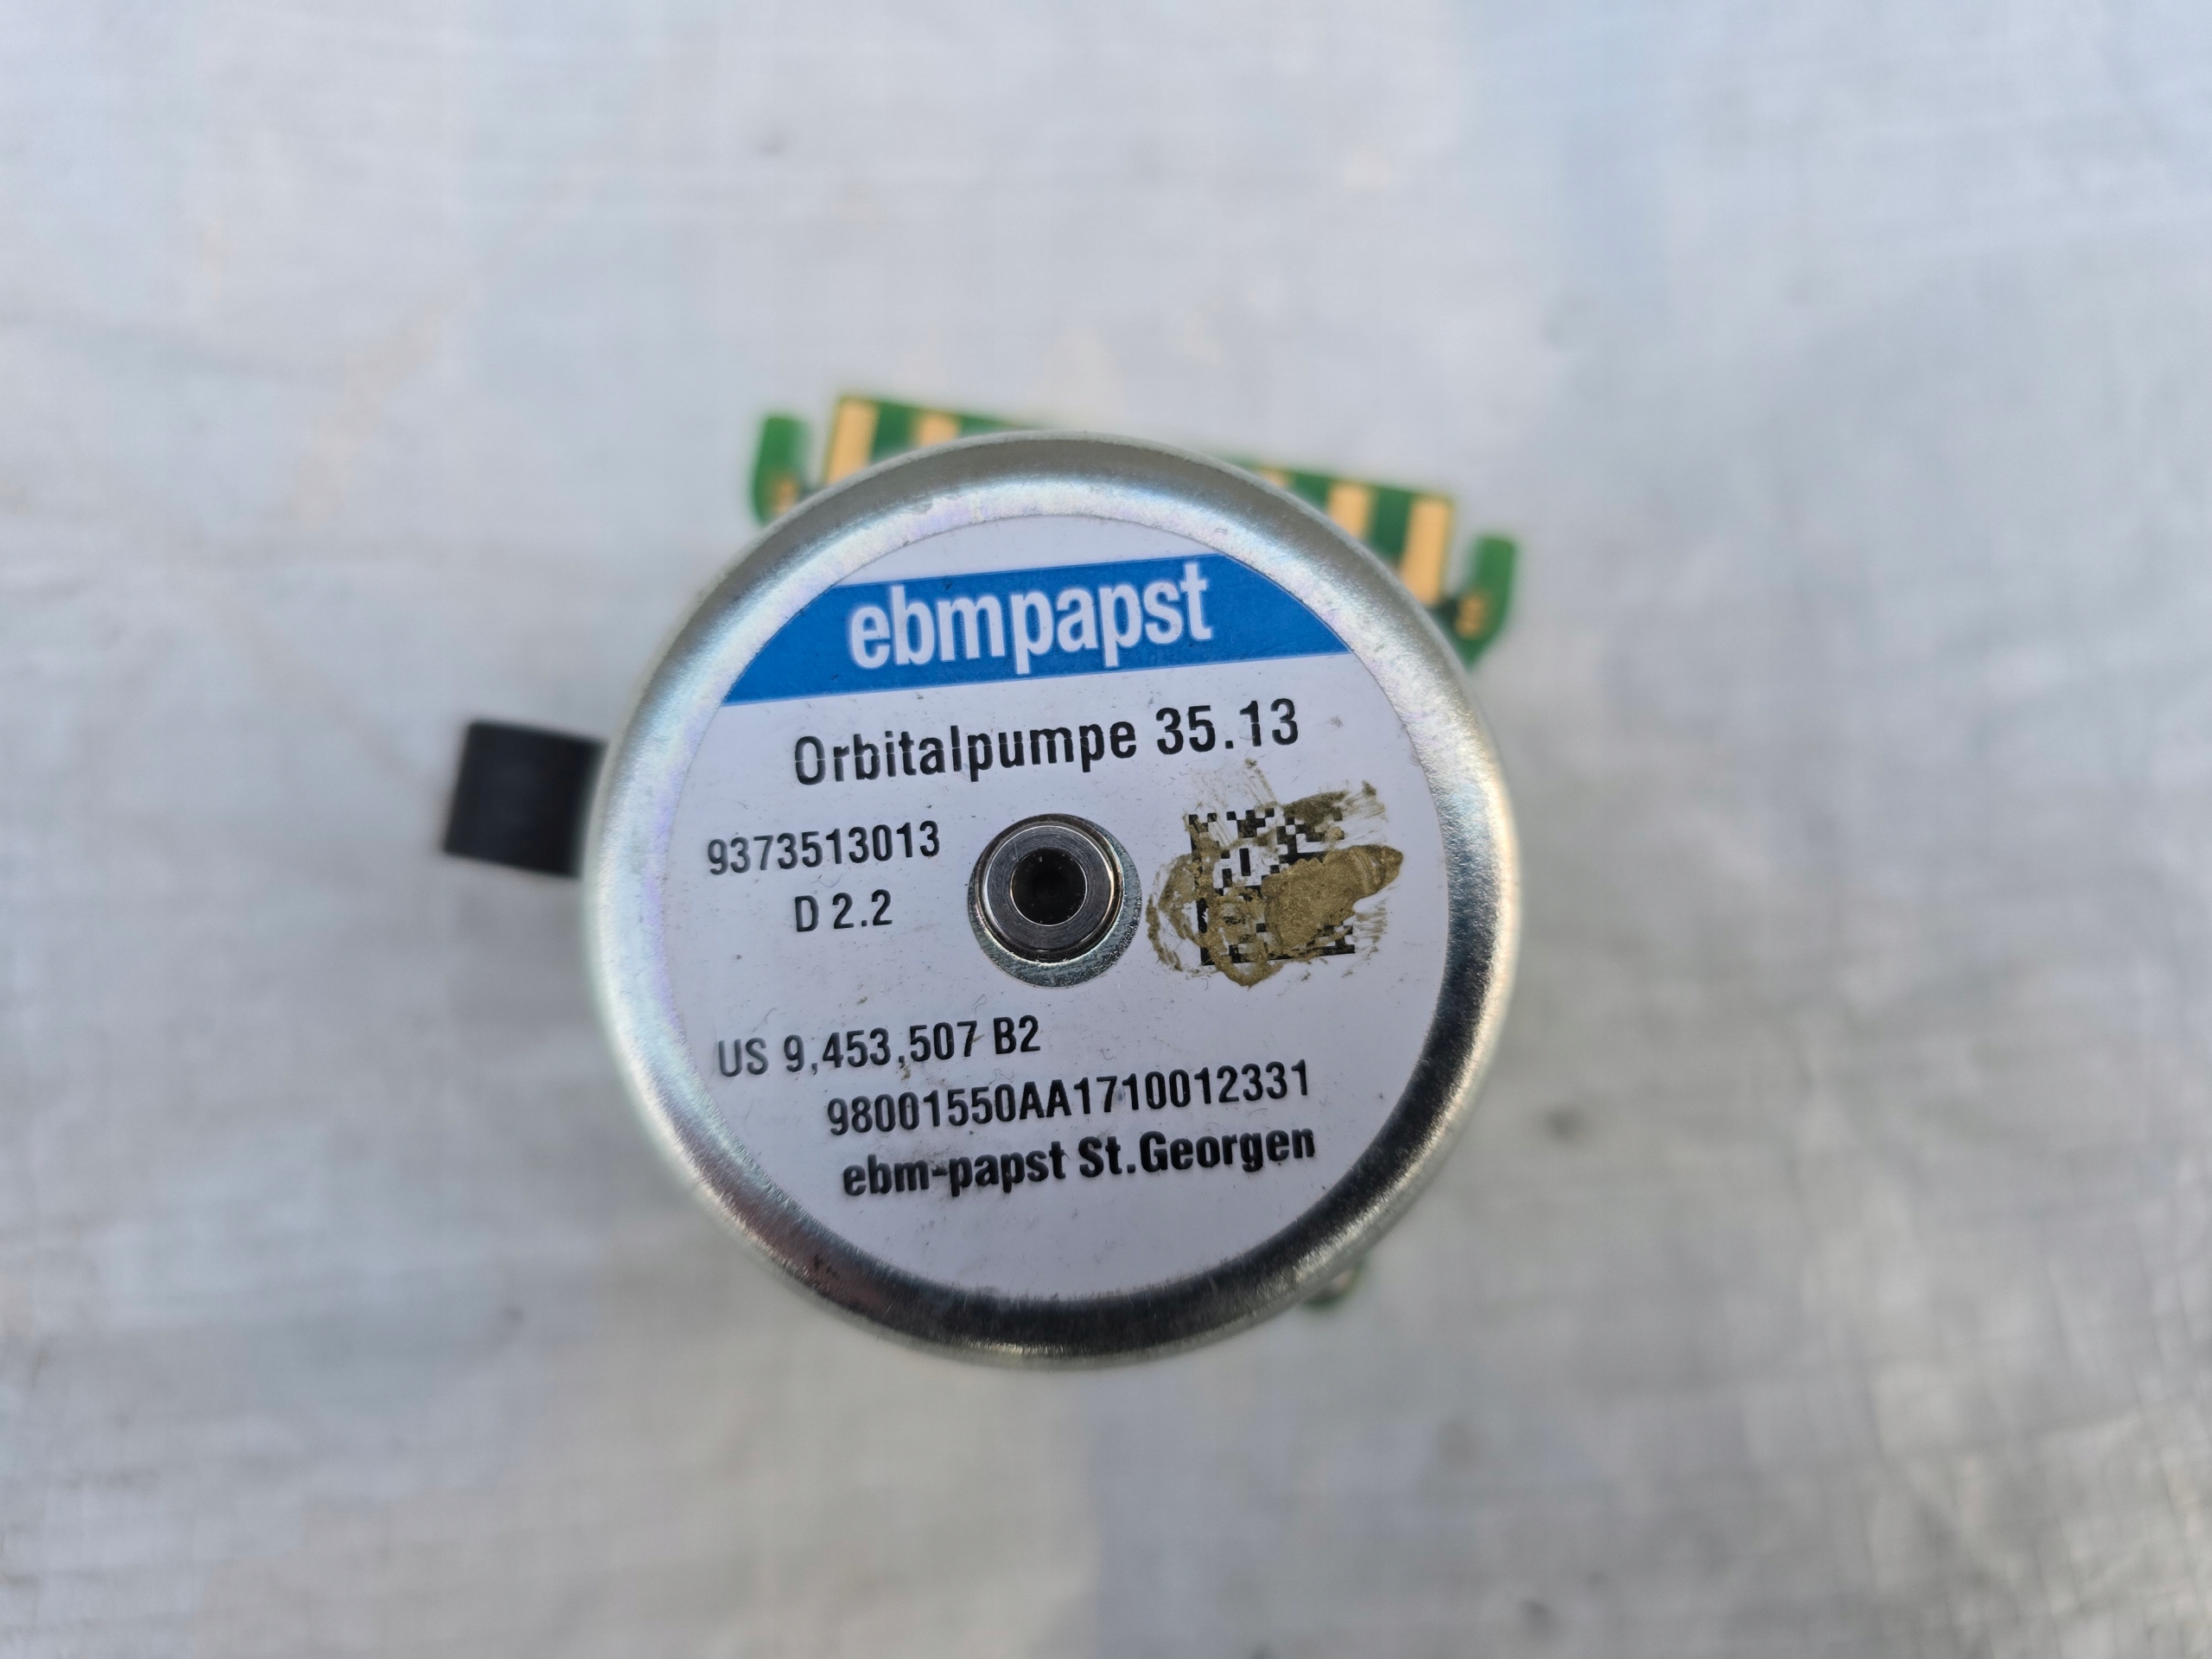 ebmpapst
Orbitalpumpe 35.13
9373513013
D 2.2
US 9,453,507 B2
98001550AA1710012331
ebm-papst St.Georgen